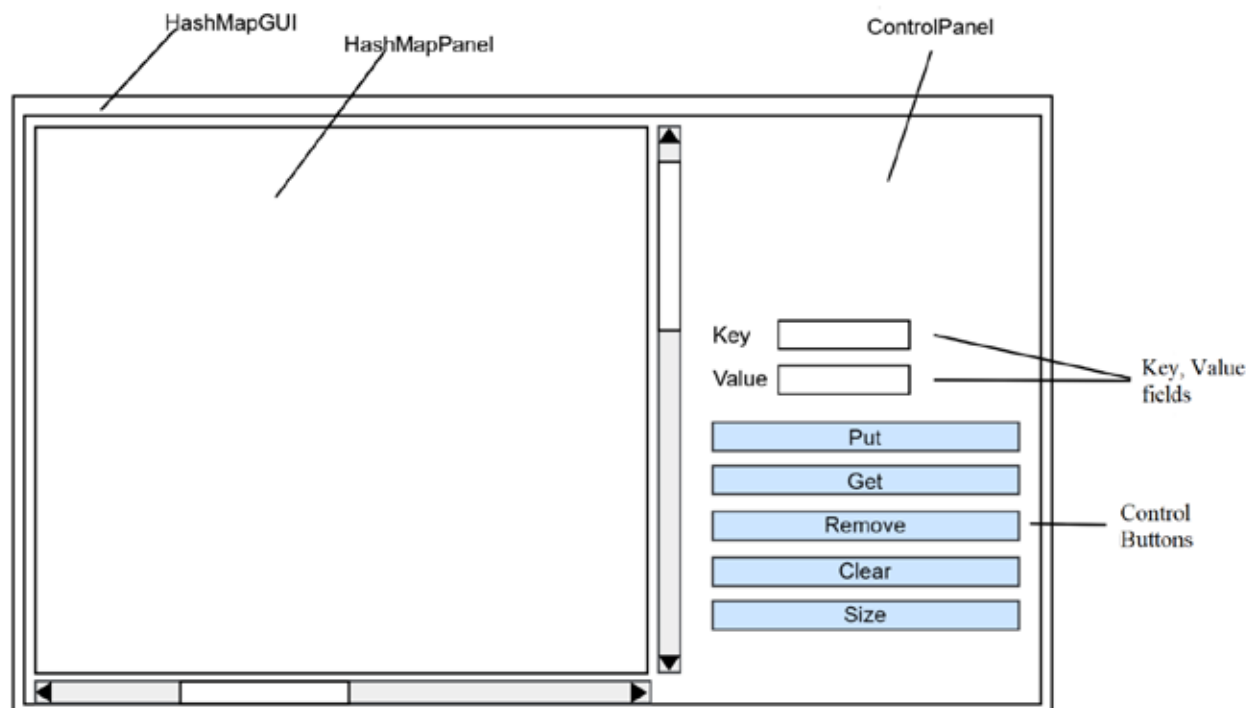 HashMapGUI
HashMapPanel
ControlPanel
Key
Value
Key, Value
fields
Put
Get
Remove
Clear
Size
Control
Buttons